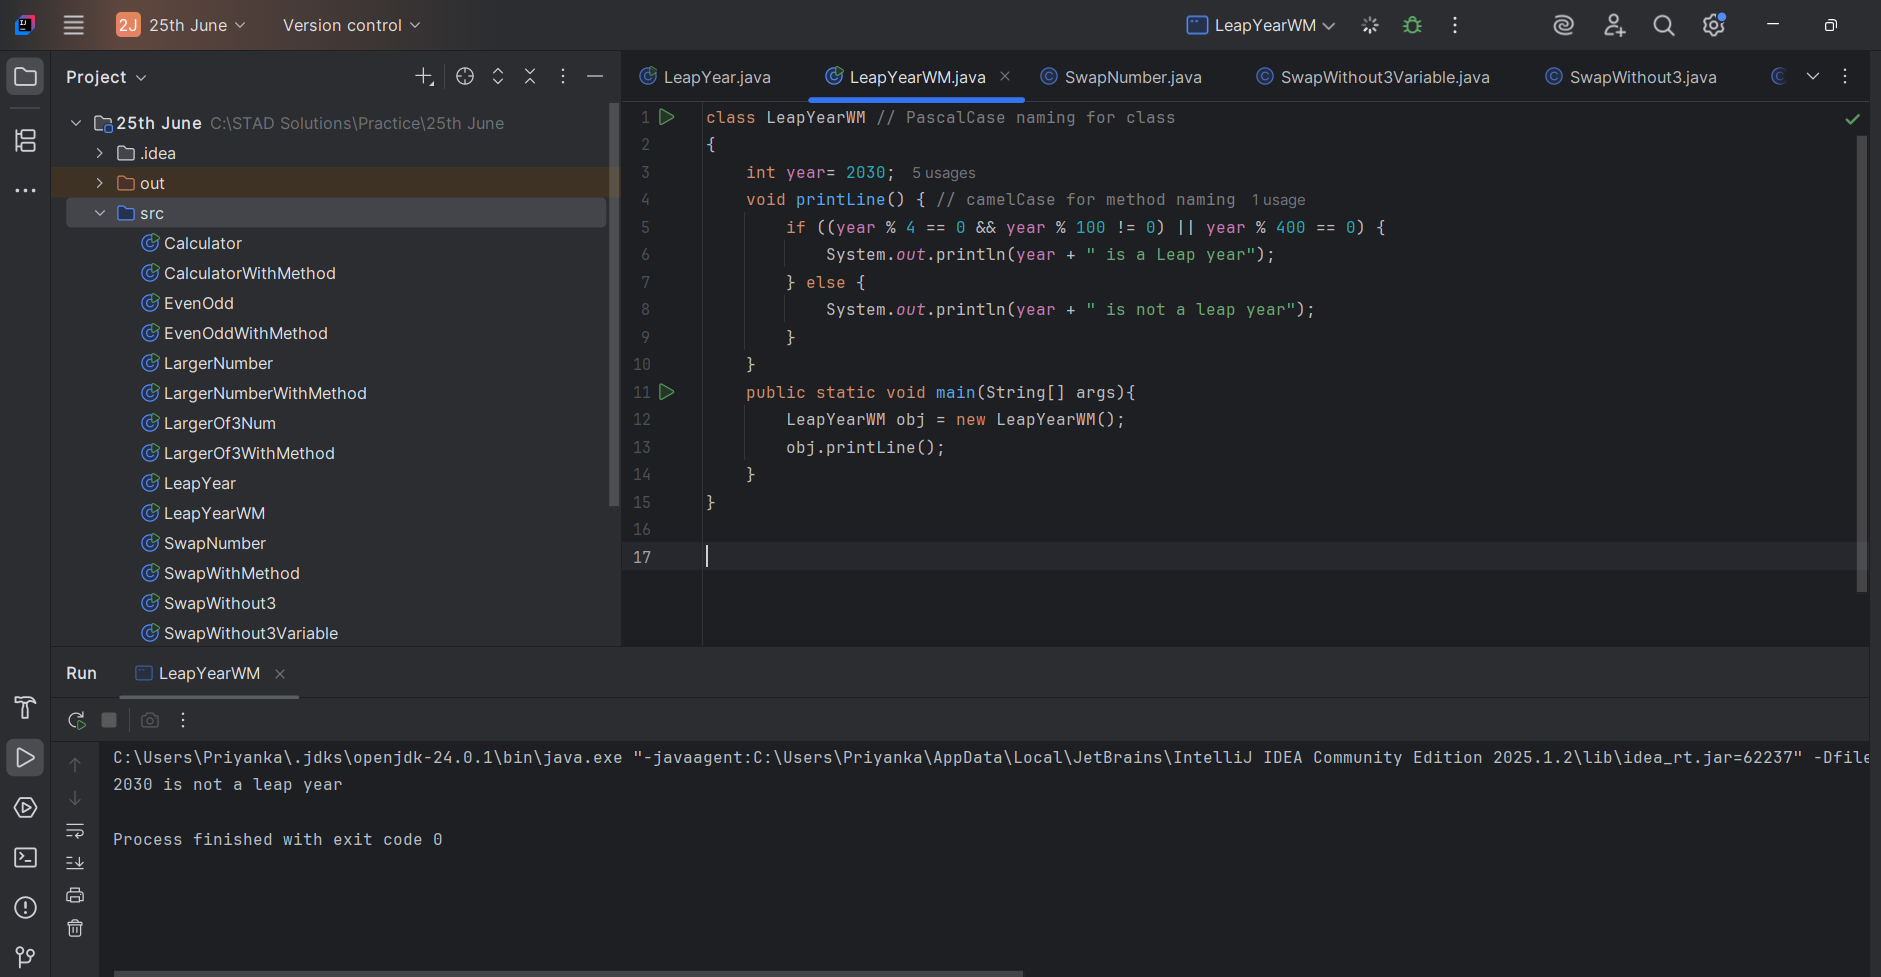 2J 25th June Version control LeapYearWM
Project
LeapYear.java LeapYearWM.java SwapNumber.java SwapWithout3Variable.java SwapWithout3.java
25th June C:\STAD Solutions\Practice\25th June
.idea
out
src
Calculator
CalculatorWithMethod
EvenOdd
EvenOddWithMethod
LargerNumber
LargerNumberWithMethod
LargerOf3Num
LargerOf3WithMethod
LeapYear
LeapYearWM
SwapNumber
SwapWithMethod
SwapWithout3
SwapWithout3Variable
1 class LeapYearWM // PascalCase naming for class
2 {
3 int year= 2030; 5 usages
4 void printLine() { // camelCase for method naming 1 usage
5 if ((year % 4 == 0 && year % 100 != 0) || year % 400 == 0) {
6 System.out.println(year + " is a Leap year");
7 } else {
8 System.out.println(year + " is not a leap year");
9 }
10 }
11 public static void main(String[] args){
12 LeapYearWM obj = new LeapYearWM();
13 obj.printLine();
14 }
15 }
16
17
Run LeapYearWM
C:\Users\Priyanka\.jdks\openjdk-24.0.1\bin\java.exe "-javaagent:C:\Users\Priyanka\AppData\Local\JetBrains\IntelliJ IDEA Community Edition 2025.1.2\lib\idea_rt.jar=62237" -Dfile
2030 is not a leap year
Process finished with exit code 0